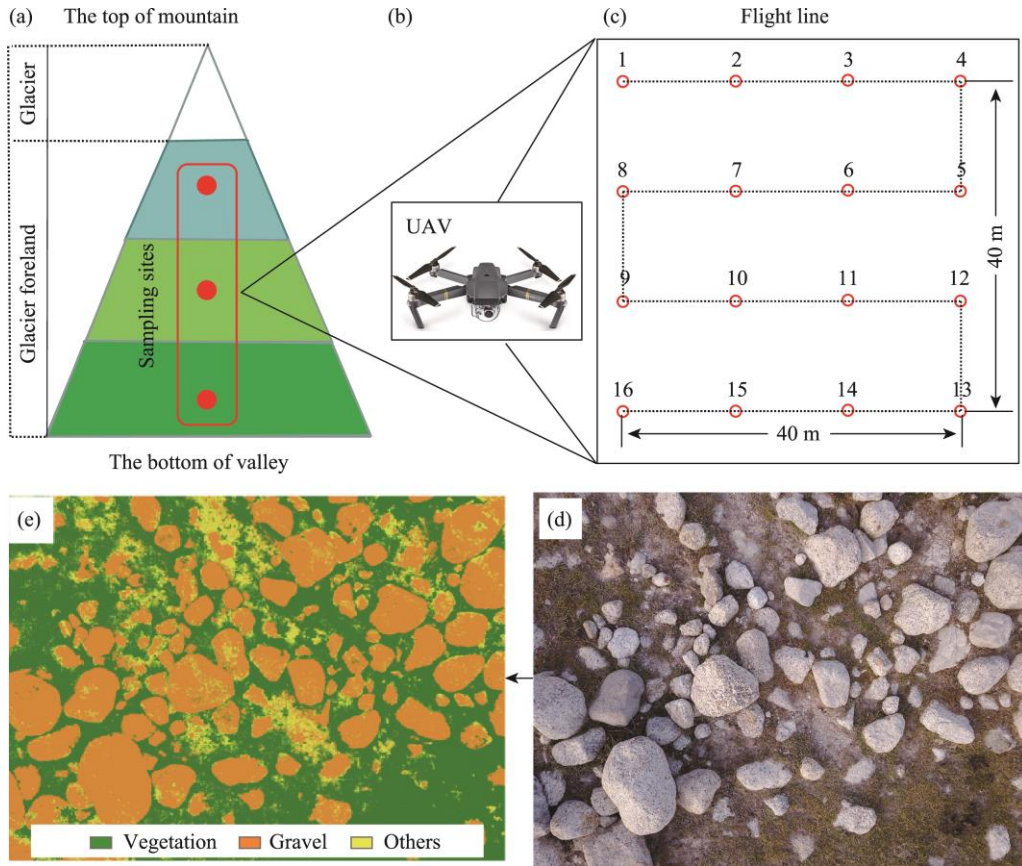 (a)
The top of mountain
(b)
(c)
Flight line
Glacier
Glacier foreland
Sampling sites
The bottom of valley
UAV
1 2 3 4
8 7 6 5
9 10 11 12
16 15 14 13
40 m
40 m
(e)
Vegetation Gravel Others
(d)